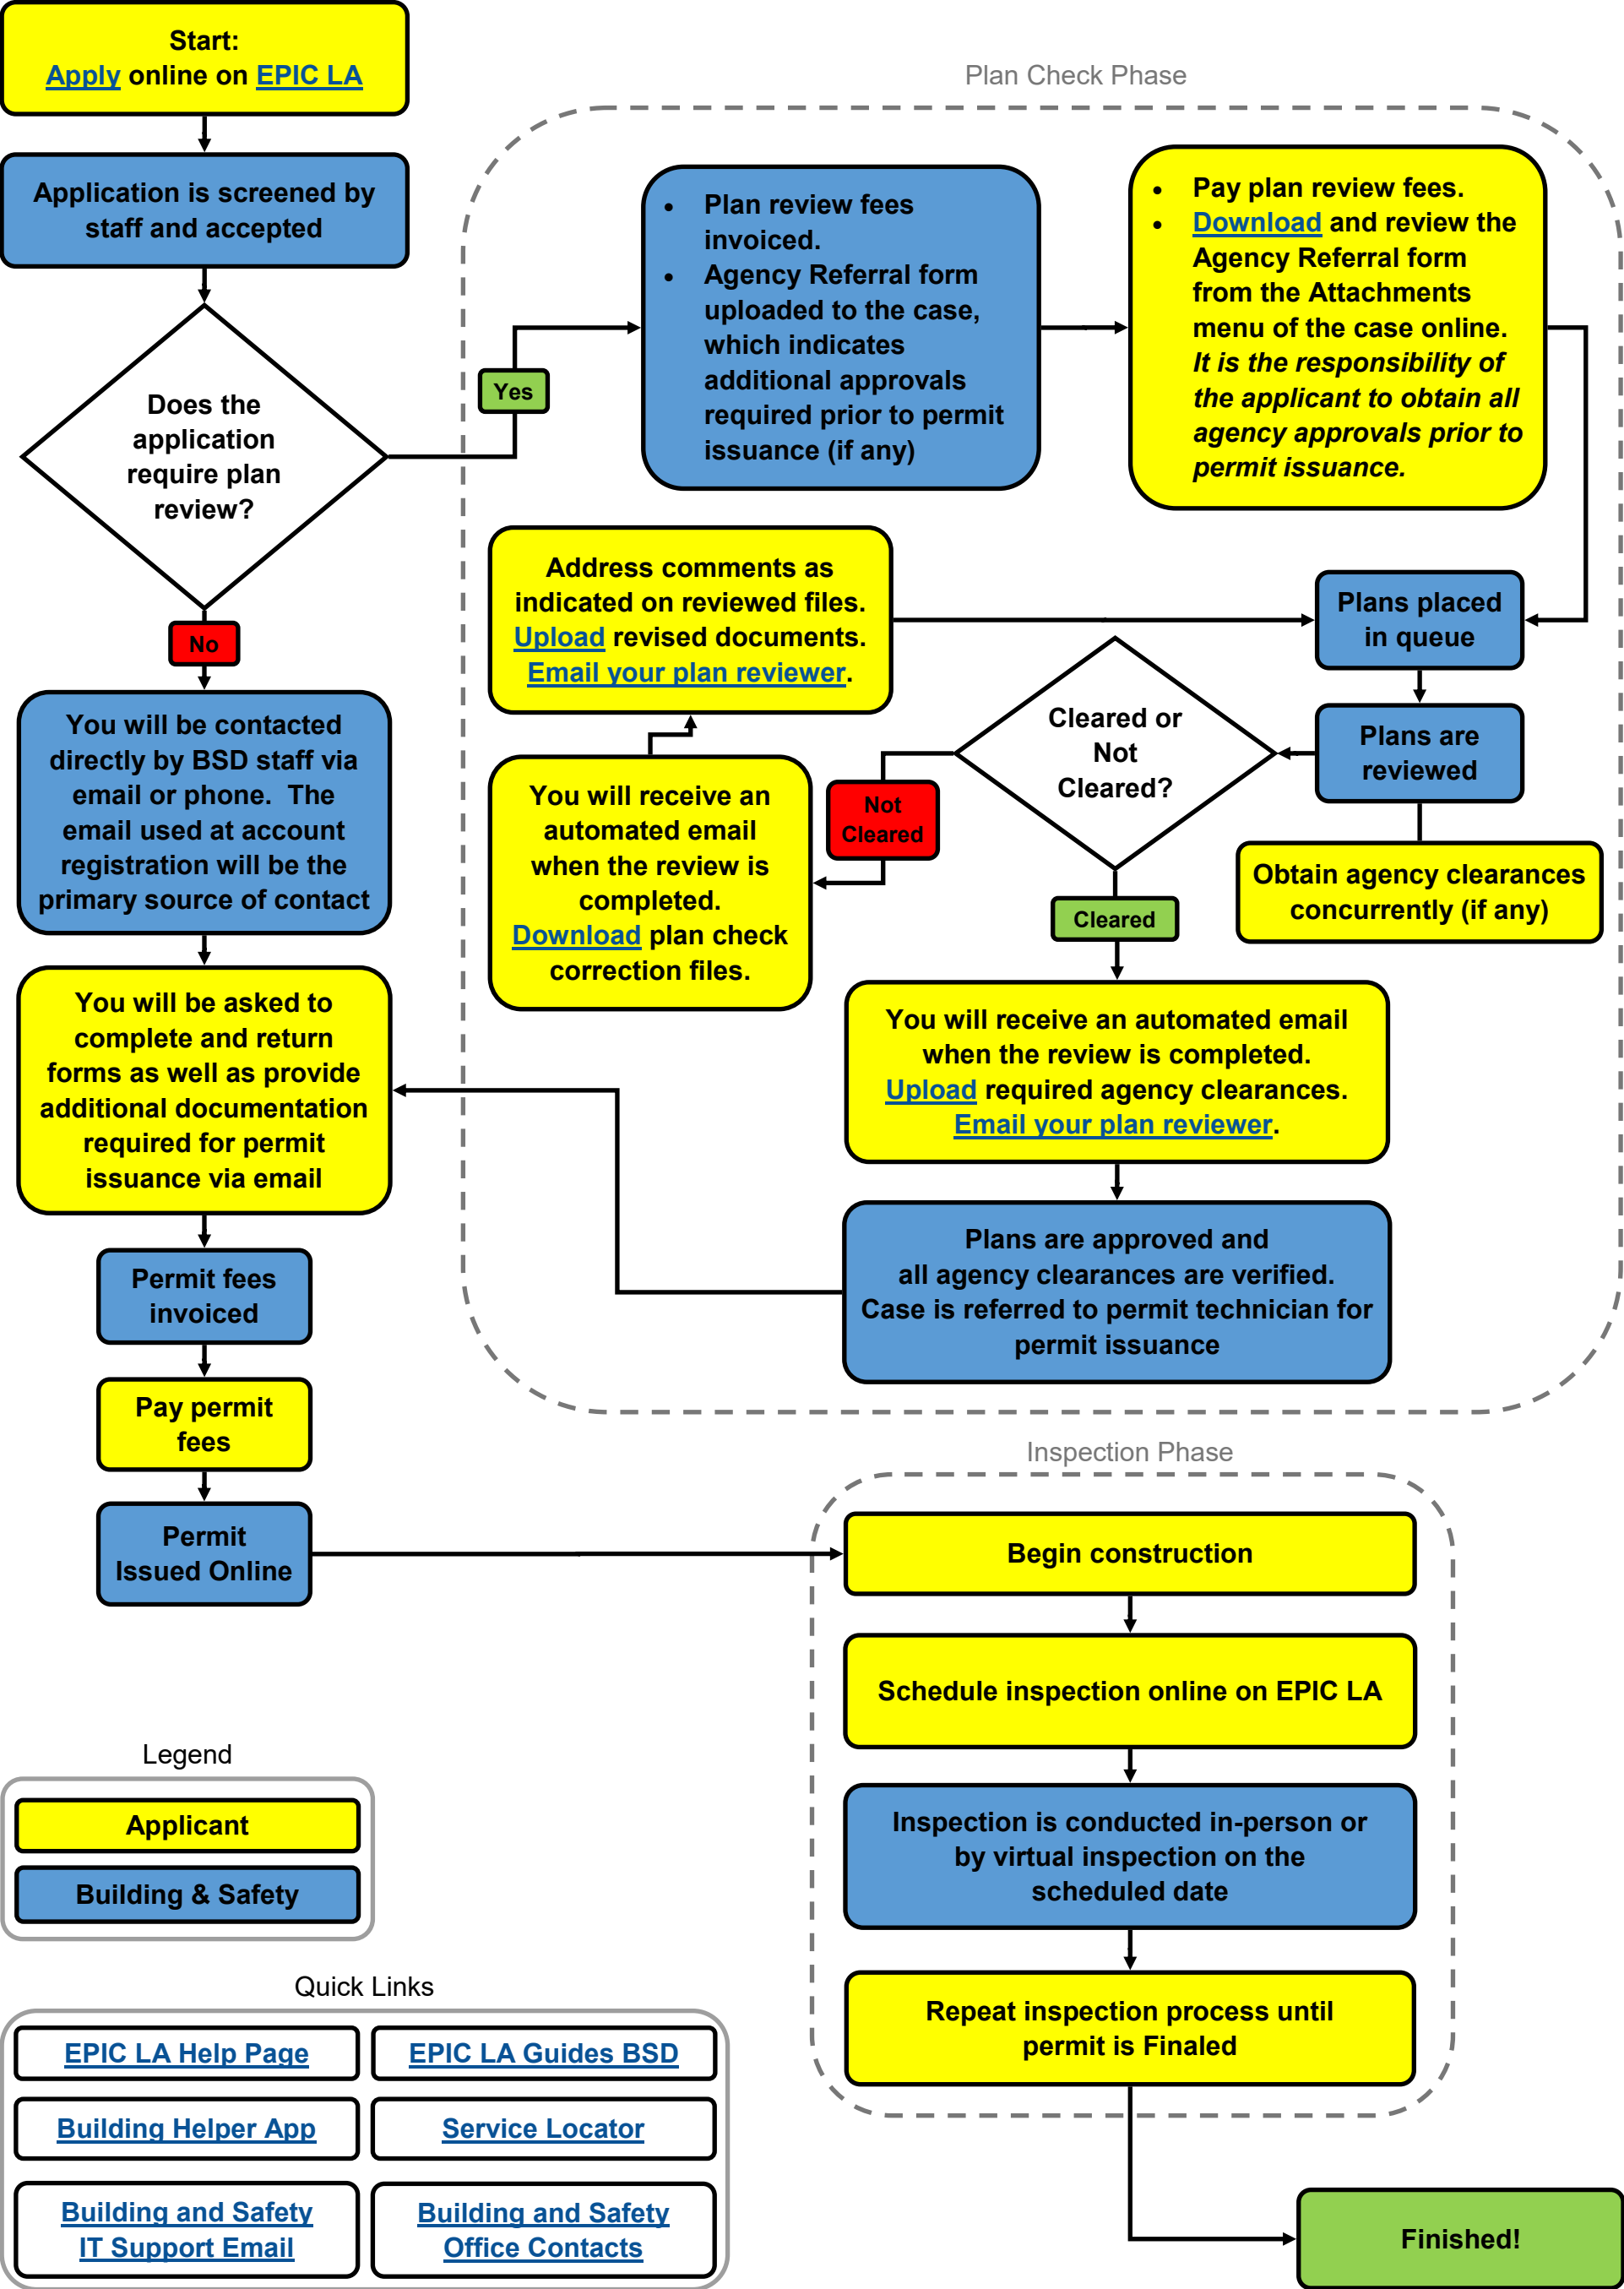 Start:
Apply online on EPIC LA
Application is screened by
staff and accepted
Does the
application
require plan
review?
Yes
No
You will be contacted
directly by BSD staff via
email or phone.  The
email used at account
registration will be the
primary source of contact
You will be asked to
complete and return
forms as well as provide
additional documentation
required for permit
issuance via email
Permit fees
invoiced
Pay permit
fees
Permit
Issued Online
Plan Check Phase
• Plan review fees
invoiced.
• Agency Referral form
uploaded to the case,
which indicates
additional approvals
required prior to permit
issuance (if any)
• Pay plan review fees.
• Download and review the
Agency Referral form
from the Attachments
menu of the case online.
It is the responsibility of
the applicant to obtain all
agency approvals prior to
permit issuance.
Plans placed
in queue
Plans are
reviewed
Obtain agency clearances
concurrently (if any)
Cleared or
Not
Cleared?
Not
Cleared
You will receive an
automated email
when the review is
completed.
Download plan check
correction files.
Address comments as
indicated on reviewed files.
Upload revised documents.
Email your plan reviewer.
Cleared
You will receive an automated email
when the review is completed.
Upload required agency clearances.
Email your plan reviewer.
Plans are approved and
all agency clearances are verified.
Case is referred to permit technician for
permit issuance
Inspection Phase
Begin construction
Schedule inspection online on EPIC LA
Inspection is conducted in-person or
by virtual inspection on the
scheduled date
Repeat inspection process until
permit is Finaled
Finished!
Legend
Applicant
Building & Safety
Quick Links
EPIC LA Help Page
EPIC LA Guides BSD
Building Helper App
Service Locator
Building and Safety
IT Support Email
Building and Safety
Office Contacts